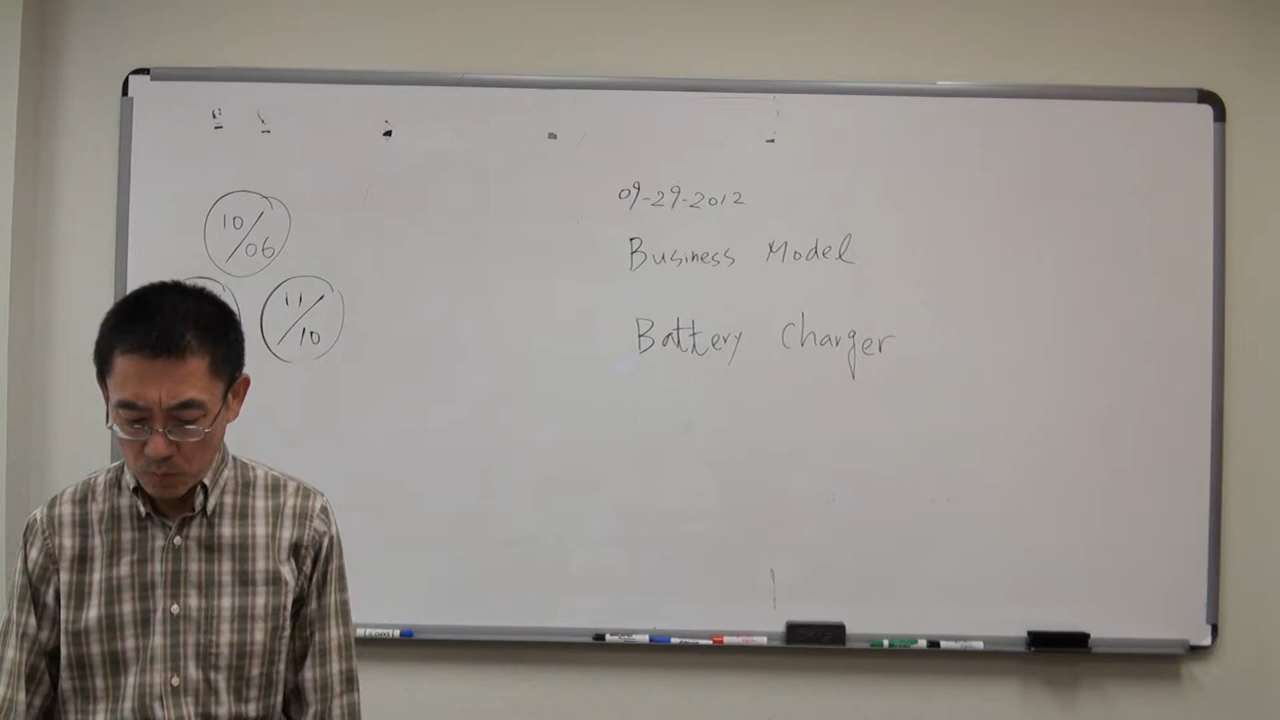 10/06
11/10
09-29-2012
Business Model
Battery Charger